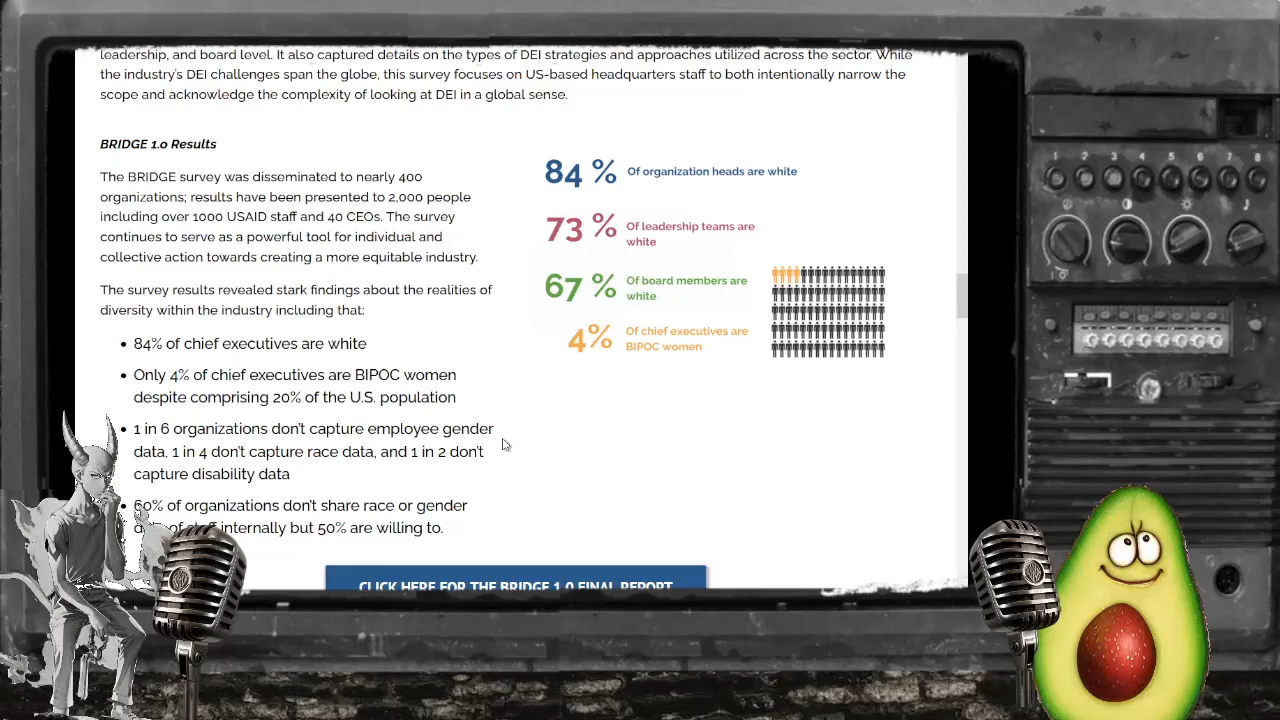 leadership, and board level. It also captured details on the types of DEI strategies and approaches utilized across the sector. While
the industry's DEI challenges span the globe, this survey focuses on US-based headquarters staff to both intentionally narrow the
scope and acknowledge the complexity of looking at DEI in a global sense.
BRIDGE 1.0 Results
The BRIDGE survey was disseminated to nearly 400
organizations; results have been presented to 2,000 people
including over 1000 USAID staff and 40 CEOs. The survey
continues to serve as a powerful tool for individual and
collective action towards creating a more equitable industry.
The survey results revealed stark findings about the realities of
diversity within the industry including that:
• 84% of chief executives are white
• Only 4% of chief executives are BIPOC women
despite comprising 20% of the U.S. population
• 1 in 6 organizations don't capture employee gender
data, 1 in 4 don't capture race data, and 1 in 2 don't
capture disability data
• 60% of organizations don't share race or gender
of staff internally but 50% are willing to.
84 % Of organization heads are white
73 % Of leadership teams are
white
67 % Of board members are
white
4% Of chief executives are
BIPOC women
CLICK HERE FOR THE BRIDGE 1.0 FINAL REPORT
1 2 3 4 5 6 7 8